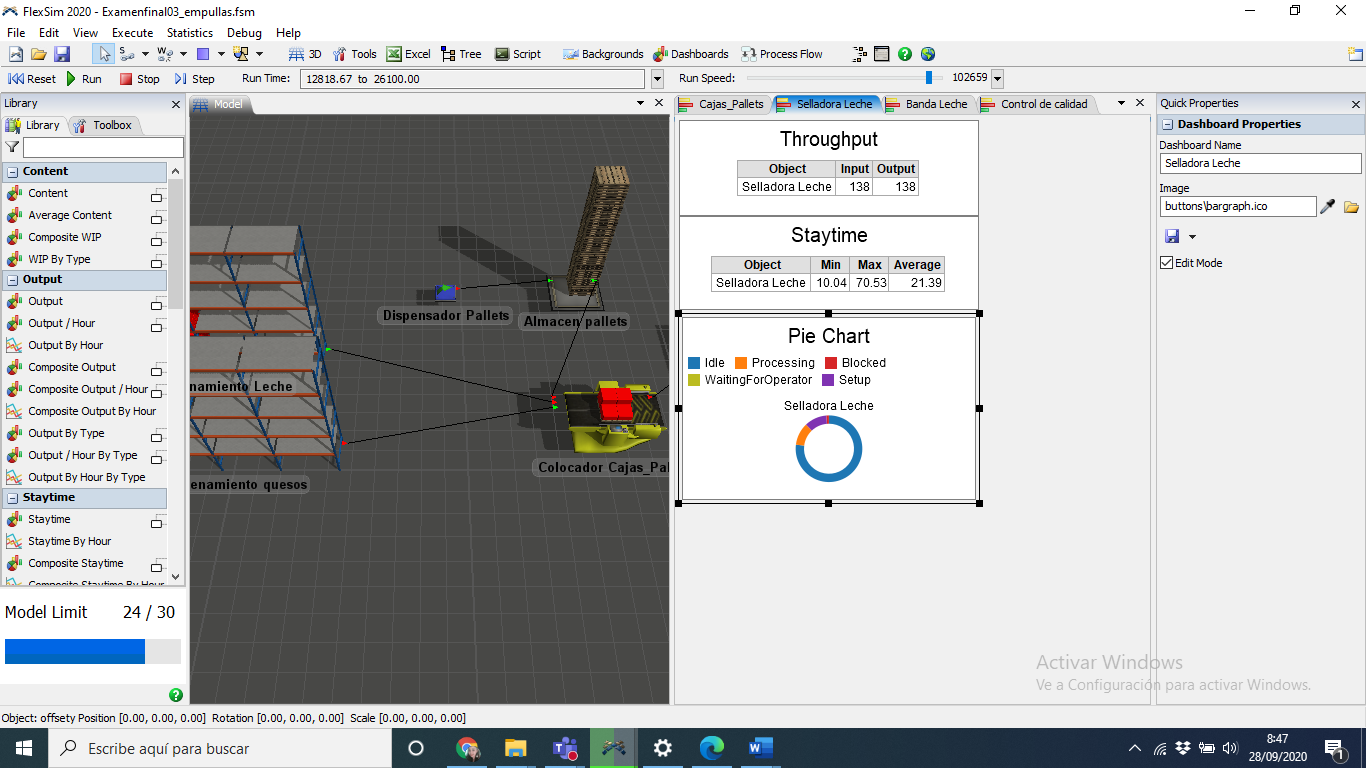 FlexSim 2020 - Examenfinal03_empullas.fsm
File Edit View Execute Statistics Debug Help
3D Tools Excel Tree Script Backgrounds Dashboards Process Flow
Reset Run Stop Step Run Time: 12818.67 to 26100.00 Run Speed: 102659
Library
Library Toolbox
Content
Content
Average Content
Composite WIP
WIP By Type
Output
Output
Output / Hour
Output By Hour
Composite Output
Composite Output / Hour
Composite Output By Hour
Output By Type
Output / Hour By Type
Output By Hour By Type
Staytime
Staytime
Staytime By Hour
Composite Staytime
Composite Staytime By Hour
Model Limit 24 / 30
Model
Dispensador Pallets
Almacen pallets
namiento Leche
Colocador Cajas_Pal
enamiento quesos
Cajas_Pallets Selladora Leche Banda Leche Control de calidad
Throughput
Object Input Output
Selladora Leche 138 138
Staytime
Object Min Max Average
Selladora Leche 10.04 70.53 21.39
Pie Chart
Idle Processing Blocked
WaitingForOperator Setup
Selladora Leche
Quick Properties
Dashboard Properties
Dashboard Name
Selladora Leche
Image
buttons\bargraph.ico
Edit Mode
Activar Windows
Ve a Configuración para activar Windows.
Object: offsety Position [0.00, 0.00, 0.00] Rotation [0.00, 0.00, 0.00] Scale [0.00, 0.00, 0.00]
Escribe aquí para buscar
8:47
28/09/2020
1